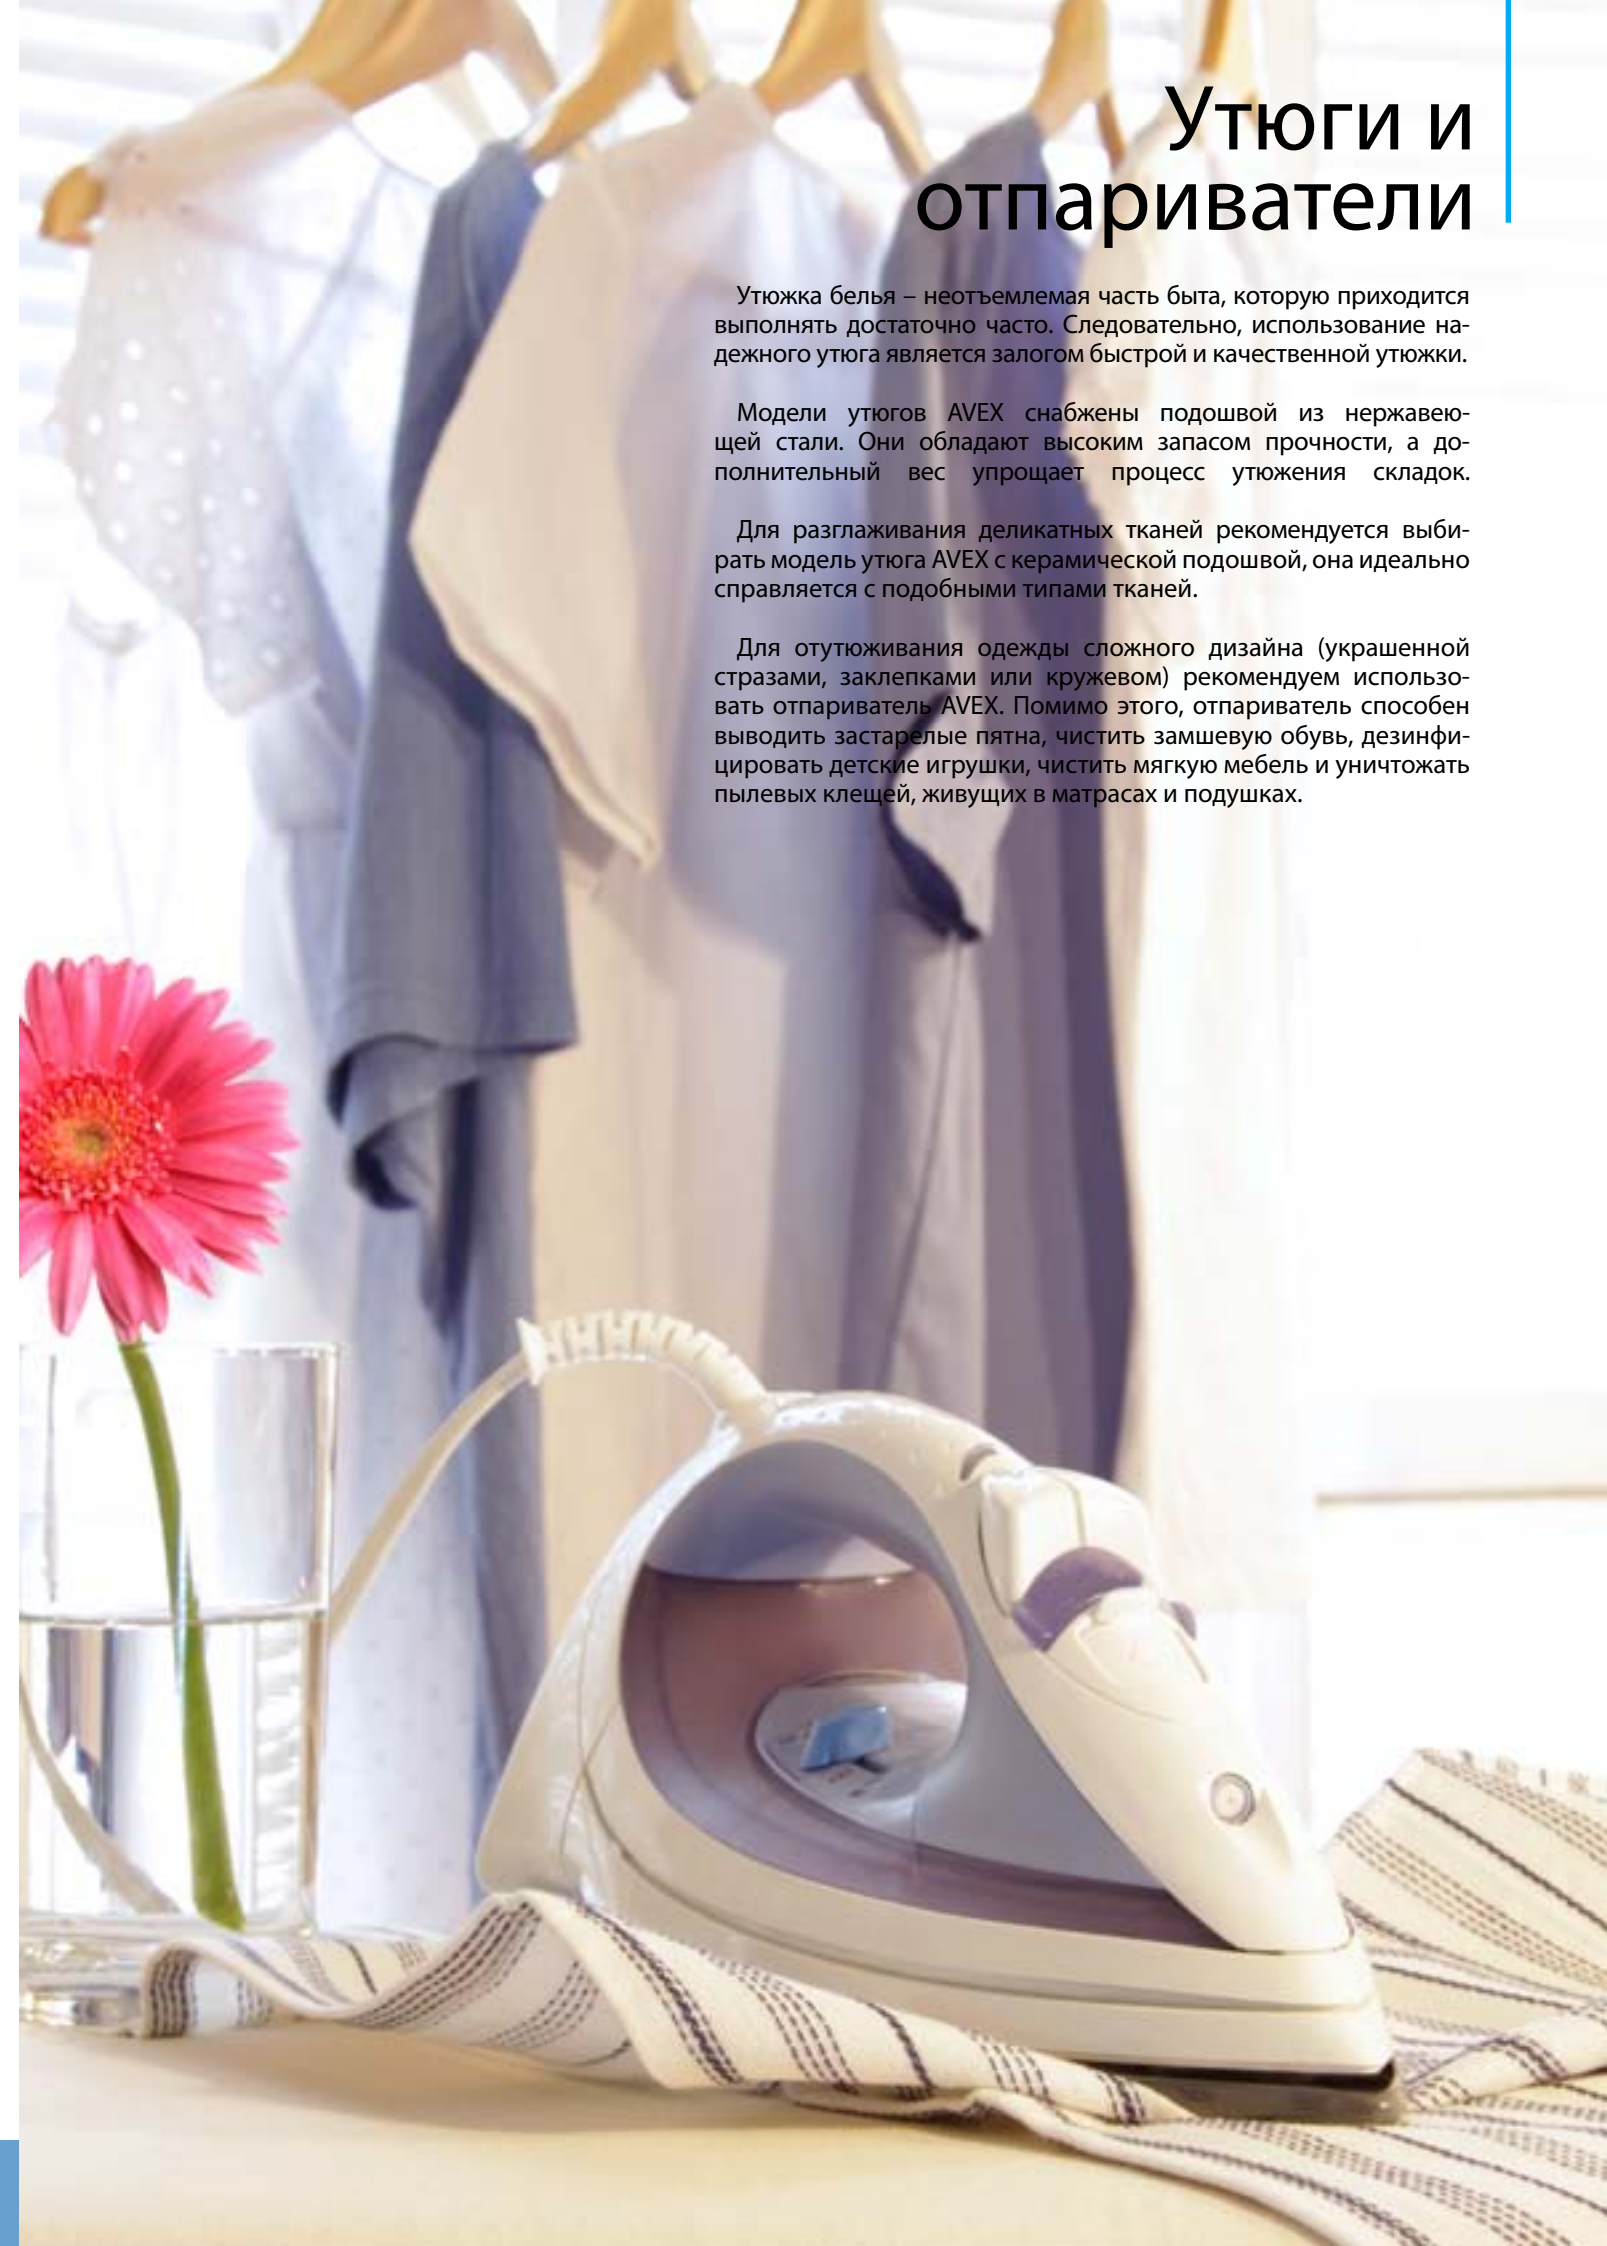 Утюги и
отпариватели
Утюжка белья – неотъемлемая часть быта, которую приходится
выполнять достаточно часто. Следовательно, использование на-
дежного утюга является залогом быстрой и качественной утюжки.
Модели утюгов AVEX снабжены подошвой из нержавею-
щей стали. Они обладают высоким запасом прочности, а до-
полнительный вес упрощает процесс утюжения складок.
Для разглаживания деликатных тканей рекомендуется выби-
рать модель утюга AVEX с керамической подошвой, она идеально
справляется с подобными типами тканей.
Для отутюживания одежды сложного дизайна (украшенной
стразами, заклепками или кружевом) рекомендуем использо-
вать отпариватель AVEX. Помимо этого, отпариватель способен
выводить застарелые пятна, чистить замшевую обувь, дезинфи-
цировать детские игрушки, чистить мягкую мебель и уничтожать
пылевых клещей, живущих в матрасах и подушках.